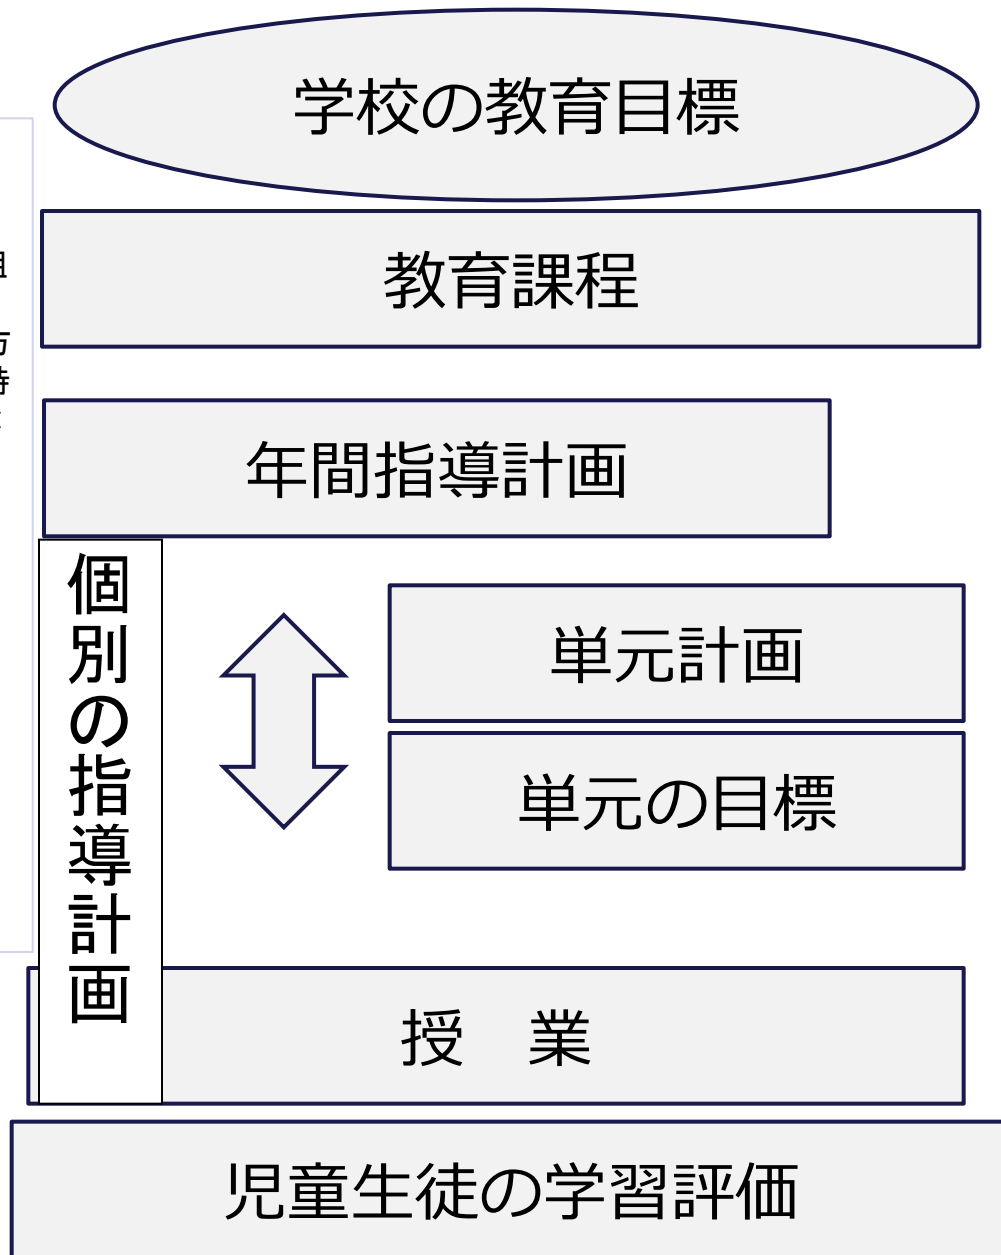 学校の教育目標
教育課程
年間指導計画
個別の指導計画
単元計画
単元の目標
授　業
児童生徒の学習評価